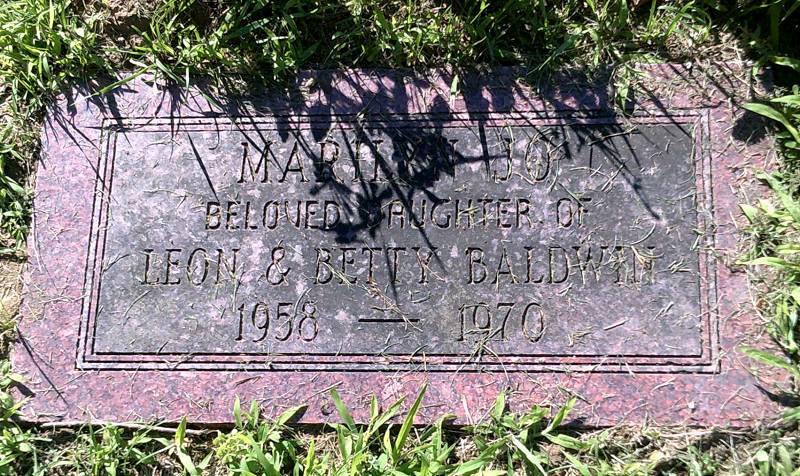 MARILYN JO
BELOVED DAUGHTER OF
LEON & BETTY BALDWIN
1958 — 1970